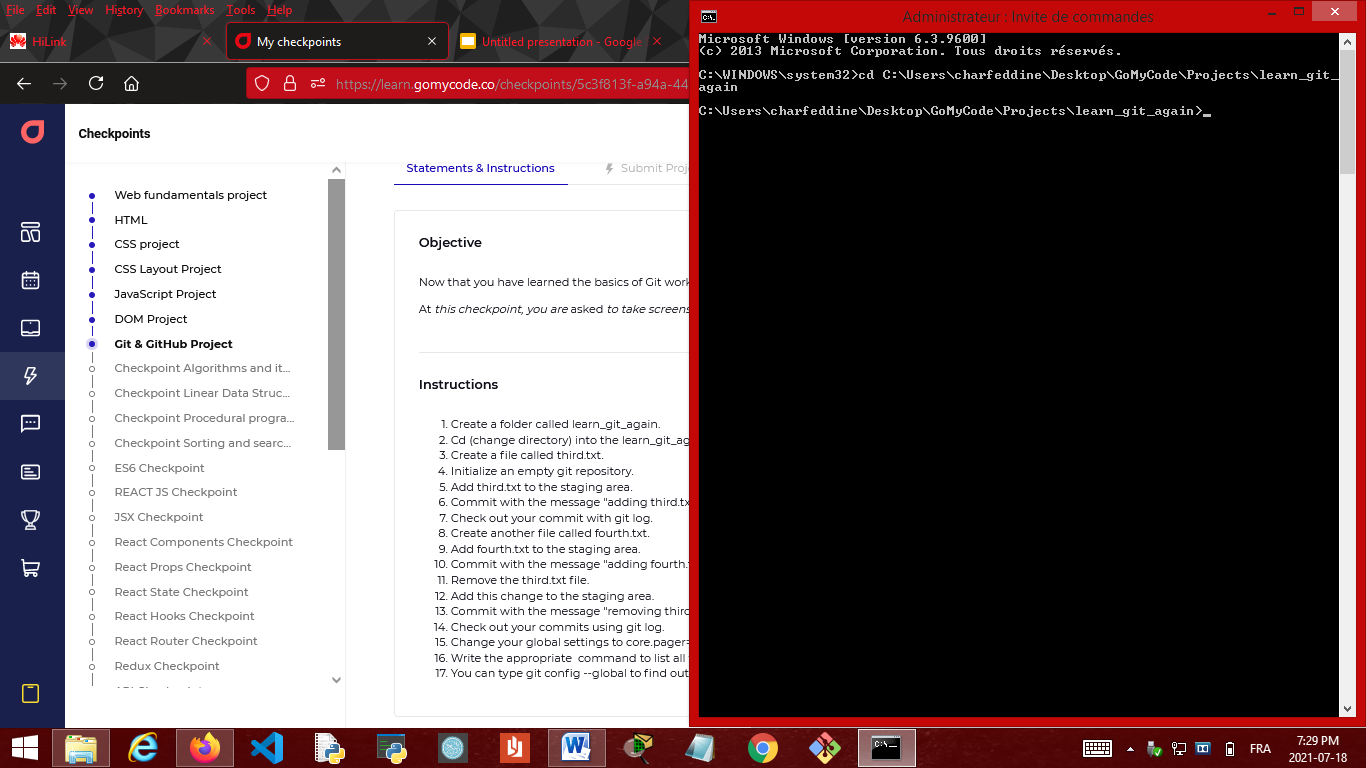 File Edit View History Bookmarks Tools Help
HiLink
My checkpoints
Untitled presentation - Google
https://learn.gomycode.co/checkpoints/5c3f813f-a94a-44
Checkpoints
Web fundamentals project
HTML
CSS project
CSS Layout Project
JavaScript Project
DOM Project
Git & GitHub Project
Checkpoint Algorithms and it...
Checkpoint Linear Data Struc...
Checkpoint Procedural progra...
Checkpoint Sorting and searc...
ES6 Checkpoint
REACT JS Checkpoint
JSX Checkpoint
React Components Checkpoint
React Props Checkpoint
React State Checkpoint
React Hooks Checkpoint
React Router Checkpoint
Redux Checkpoint
Statements & Instructions
Submit Proj
Objective
Now that you have learned the basics of Git work
At this checkpoint, you are asked to take screens
Instructions
1. Create a folder called learn_git_again.
2. Cd (change directory) into the learn_git_ag
3. Create a file called third.txt.
4. Initialize an empty git repository.
5. Add third.txt to the staging area.
6. Commit with the message "adding third.tx
7. Check out your commit with git log.
8. Create another file called fourth.txt.
9. Add fourth.txt to the staging area.
10. Commit with the message "adding fourth.
11. Remove the third.txt file.
12. Add this change to the staging area.
13. Commit with the message "removing third
14. Check out your commits using git log.
15. Change your global settings to core.pager=
16. Write the appropriate command to list all
17. You can type git config --global to find out
Administrateur : Invite de commandes
Microsoft Windows [version 6.3.9600]
(c) 2013 Microsoft Corporation. Tous droits réservés.
C:\WINDOWS\system32>cd C:\Users\charfeddine\Desktop\GoMyCode\Projects\learn_git_
again
C:\Users\charfeddine\Desktop\GoMyCode\Projects\learn_git_again>_
FRA
7:29 PM
2021-07-18